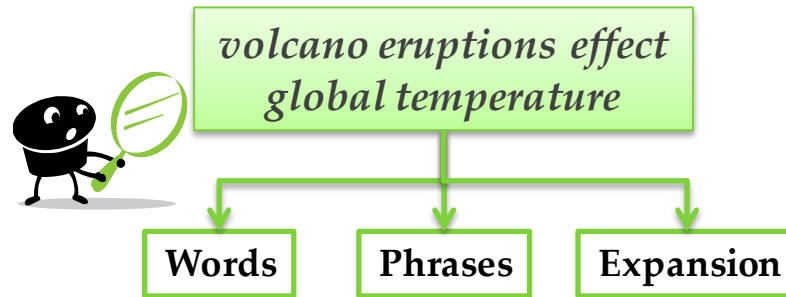 volcano eruptions effect
global temperature
Words
Phrases
Expansion